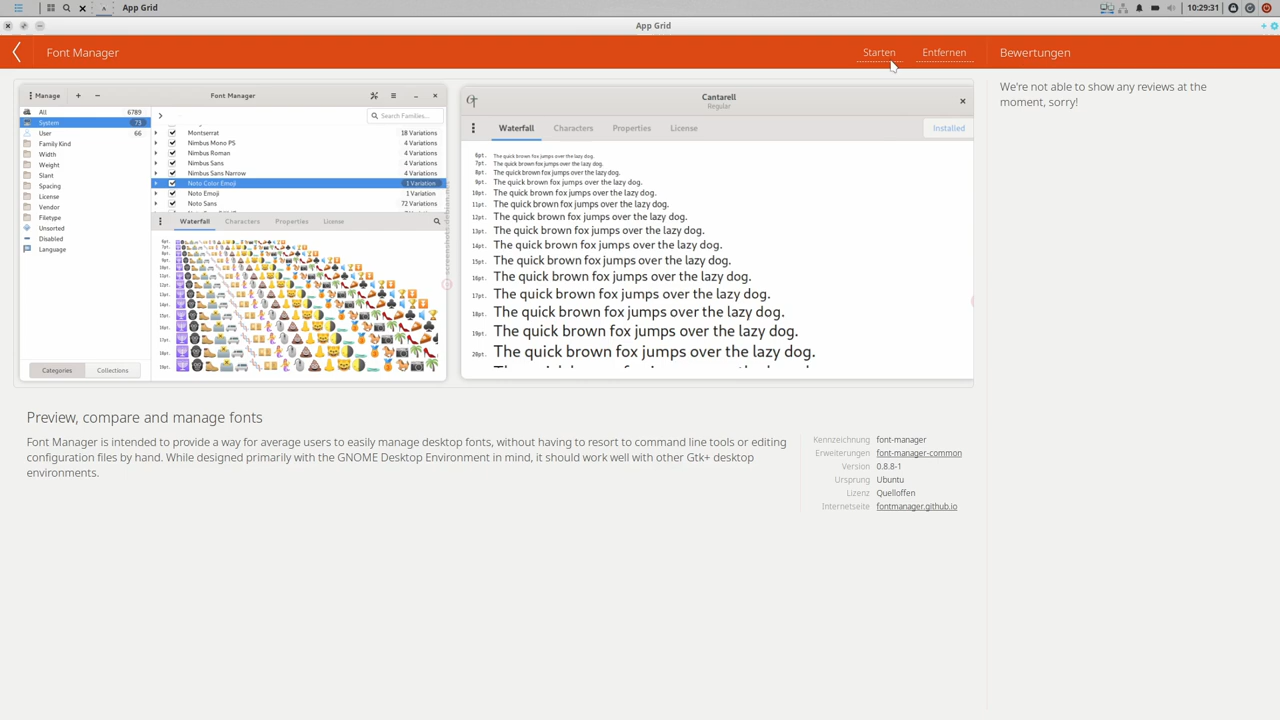 App Grid
10:29:31
App Grid
Font Manager
Starten
Entfernen
Bewertungen
We're not able to show any reviews at the
moment, sorry!
Manage
Font Manager
All 6789
System 73
User 66
Family Kind
Width
Weight
Slant
Spacing
License
Vendor
Filetype
Unsorted
Disabled
Language
Categories
Collections
Search Families...
Montserrat 18 Variations
Nimbus Mono PS 4 Variations
Nimbus Roman 4 Variations
Nimbus Sans 4 Variations
Nimbus Sans Narrow 4 Variations
Noto Color Emoji 1 Variation
Noto Emoji 1 Variation
Noto Sans 72 Variations
Waterfall Characters Properties License
Cantarell
Regular
Waterfall Characters Properties License
Installed
6pt. The quick brown fox jumps over the lazy dog.
7pt. The quick brown fox jumps over the lazy dog.
8pt. The quick brown fox jumps over the lazy dog.
9pt. The quick brown fox jumps over the lazy dog.
10pt. The quick brown fox jumps over the lazy dog.
11pt. The quick brown fox jumps over the lazy dog.
12pt. The quick brown fox jumps over the lazy dog.
13pt. The quick brown fox jumps over the lazy dog.
14pt. The quick brown fox jumps over the lazy dog.
15pt. The quick brown fox jumps over the lazy dog.
16pt. The quick brown fox jumps over the lazy dog.
17pt. The quick brown fox jumps over the lazy dog.
18pt. The quick brown fox jumps over the lazy dog.
19pt. The quick brown fox jumps over the lazy dog.
20pt. The quick brown fox jumps over the lazy dog.
Preview, compare and manage fonts
Font Manager is intended to provide a way for average users to easily manage desktop fonts, without having to resort to command line tools or editing
configuration files by hand. While designed primarily with the GNOME Desktop Environment in mind, it should work well with other Gtk+ desktop
environments.
Kennzeichnung font-manager
Erweiterungen font-manager-common
Version 0.8.8-1
Ursprung Ubuntu
Lizenz Quelloffen
Internetseite fontmanager.github.io